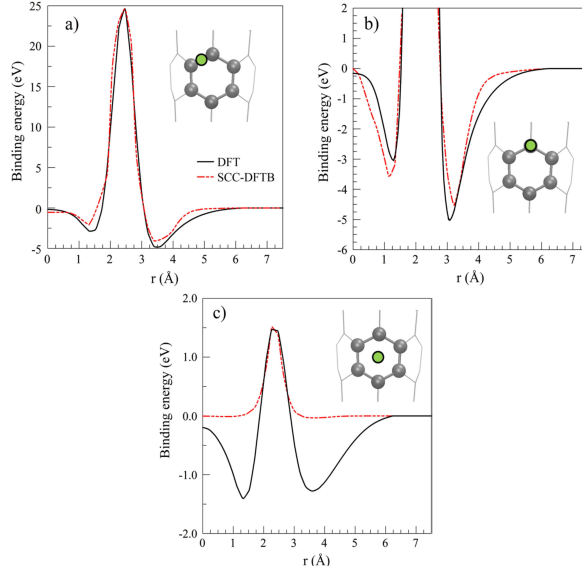 a)
Binding energy (eV)
25
20
15
10
5
0
-5
DFT
SCC-DFTB
0 1 2 3 4 5 6 7
r (Å)
b)
Binding energy (eV)
2
1
0
-1
-2
-3
-4
-5
-6
0 1 2 3 4 5 6 7
r (Å)
c)
Binding energy (eV)
2.0
1.0
0.0
-1.0
-2.0
0 1 2 3 4 5 6 7
r (Å)